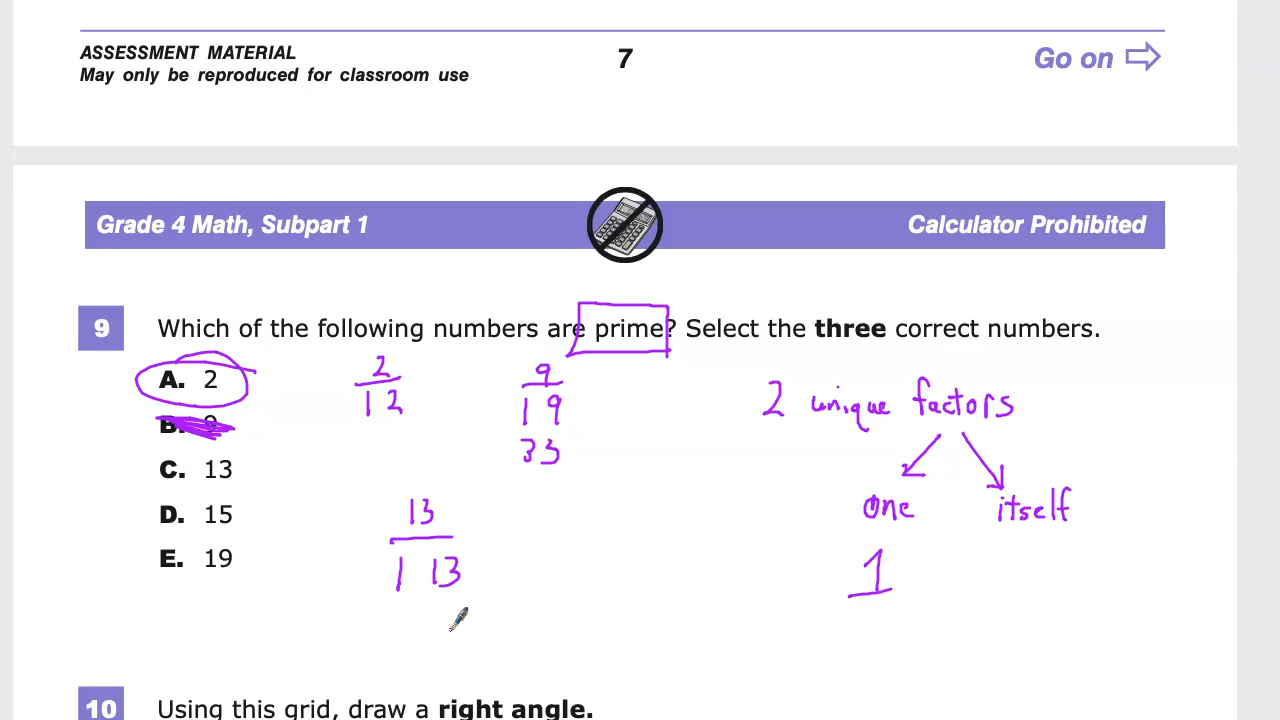 ASSESSMENT MATERIAL
May only be reproduced for classroom use
7
Go on
Grade 4 Math, Subpart 1
Calculator Prohibited
9 Which of the following numbers are prime? Select the three correct numbers.
A. 2
B. 9
C. 13
D. 15
E. 19
2
1 2
9
1 9
3 3
13
1 13
2 unique factors
one
itself
1
10 Using this grid, draw a right angle.